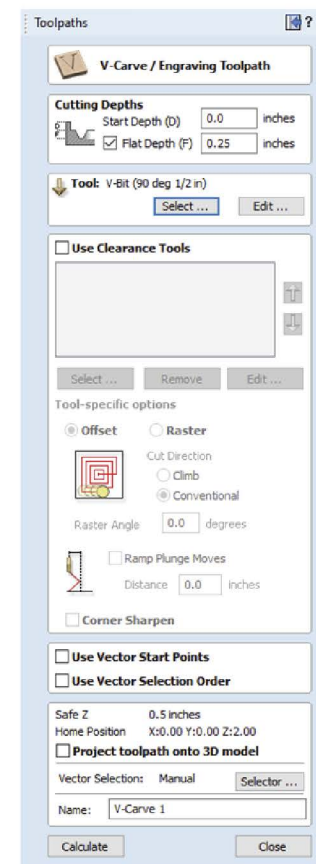 Toolpaths ?
V-Carve / Engraving Toolpath
Cutting Depths
Start Depth (D) 0.0 inches
Flat Depth (F) 0.25 inches
Tool: V-Bit (90 deg 1/2 in)
Select ... Edit ...
Use Clearance Tools
Select ... Remove Edit ...
Tool-specific options
Offset Raster
Cut Direction
Climb
Conventional
Raster Angle 0.0 degrees
Ramp Plunge Moves
Distance 0.0 inches
Corner Sharpen
Use Vector Start Points
Use Vector Selection Order
Safe Z 0.5 inches
Home Position X:0.00 Y:0.00 Z:2.00
Project toolpath onto 3D model
Vector Selection: Manual Selector ...
Name: V-Carve 1
Calculate Close